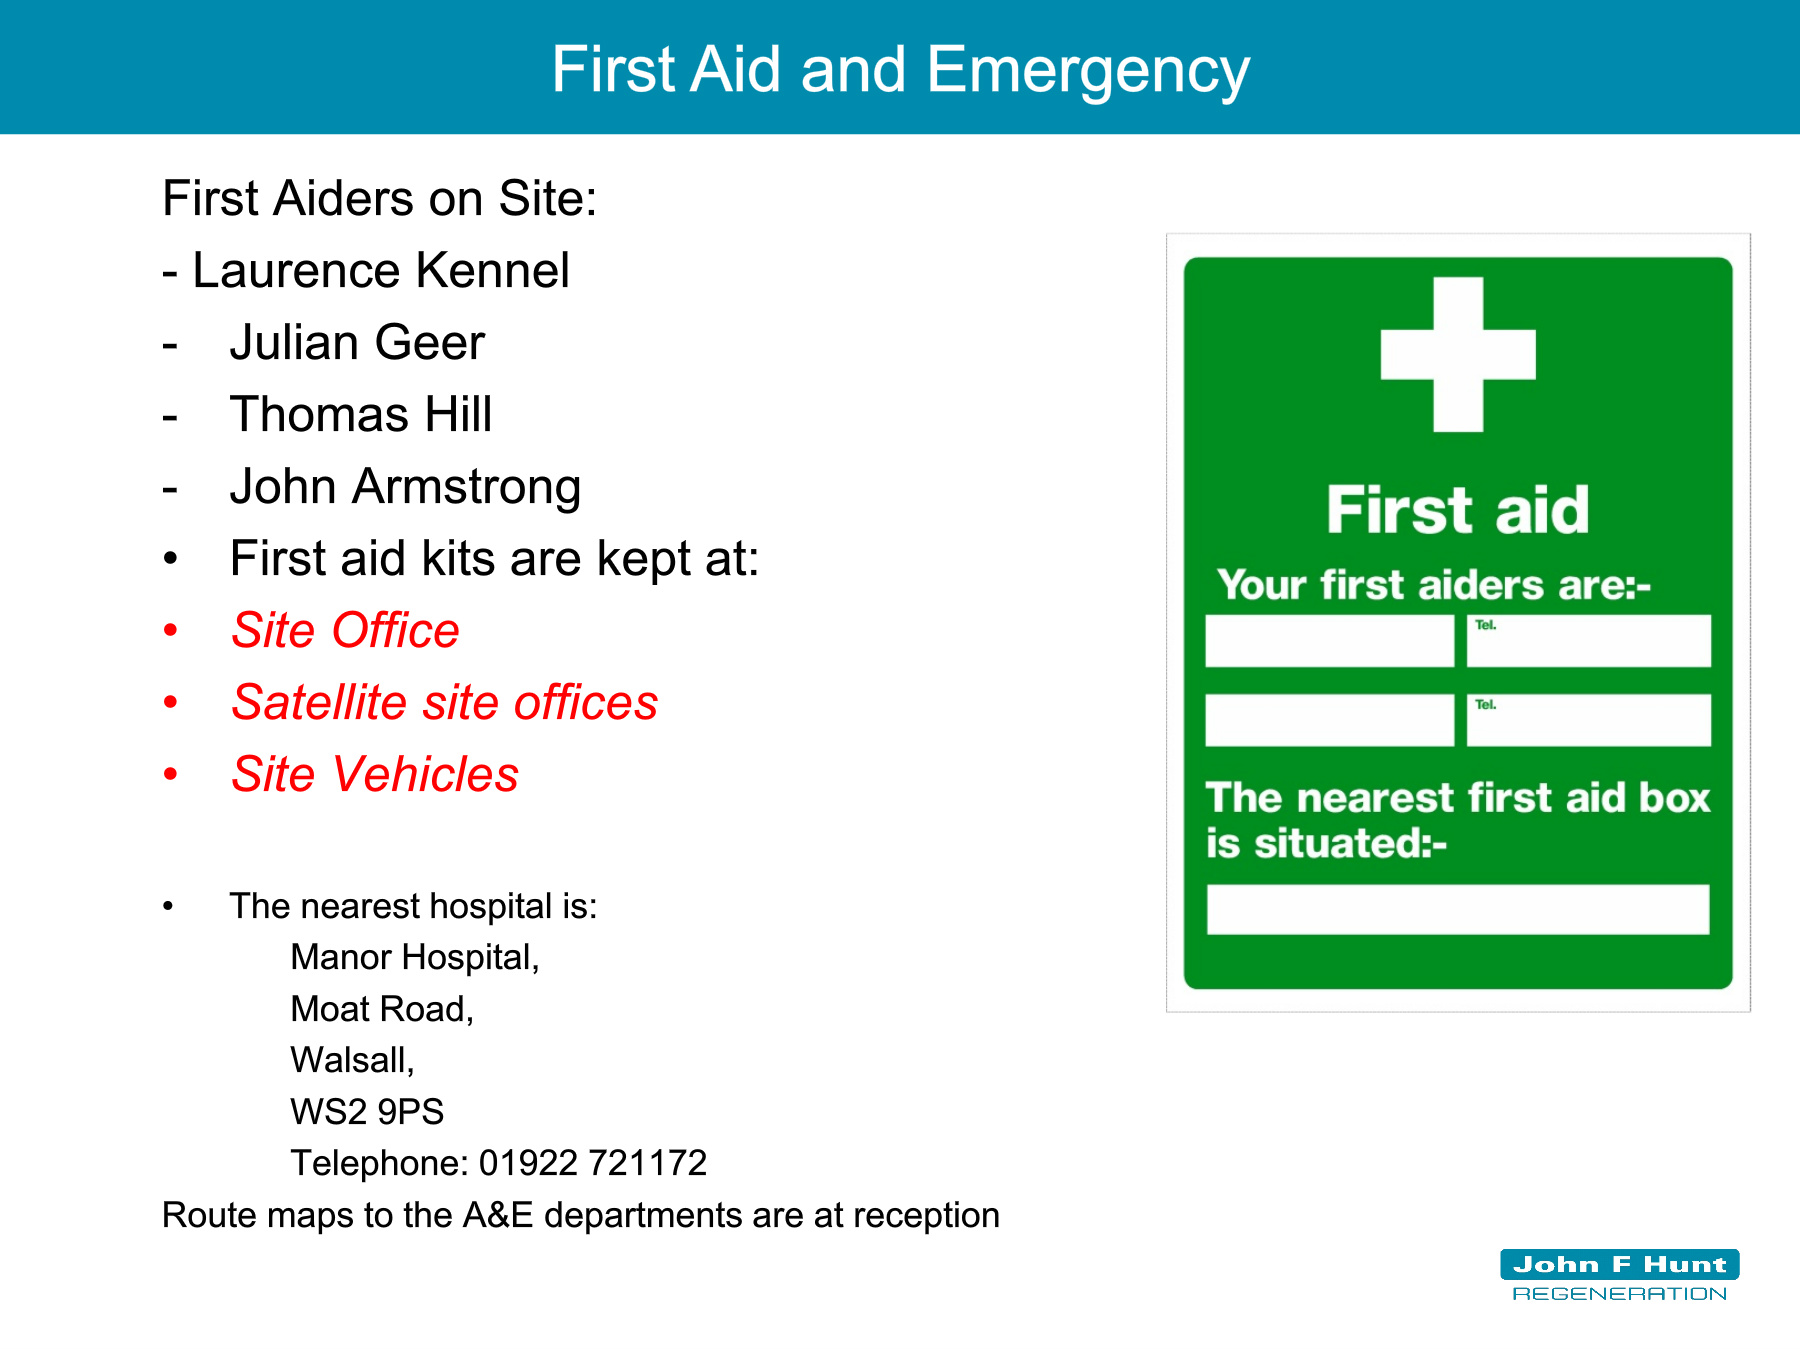 First Aid and Emergency
First Aiders on Site:
- Laurence Kennel
- Julian Geer
- Thomas Hill
- John Armstrong
• First aid kits are kept at:
• Site Office
• Satellite site offices
• Site Vehicles
• The nearest hospital is:
Manor Hospital,
Moat Road,
Walsall,
WS2 9PS
Telephone: 01922 721172
Route maps to the A&E departments are at reception
First aid
Your first aiders are:-
Tel.
Tel.
The nearest first aid box
is situated:-
John F Hunt
REGENERATION